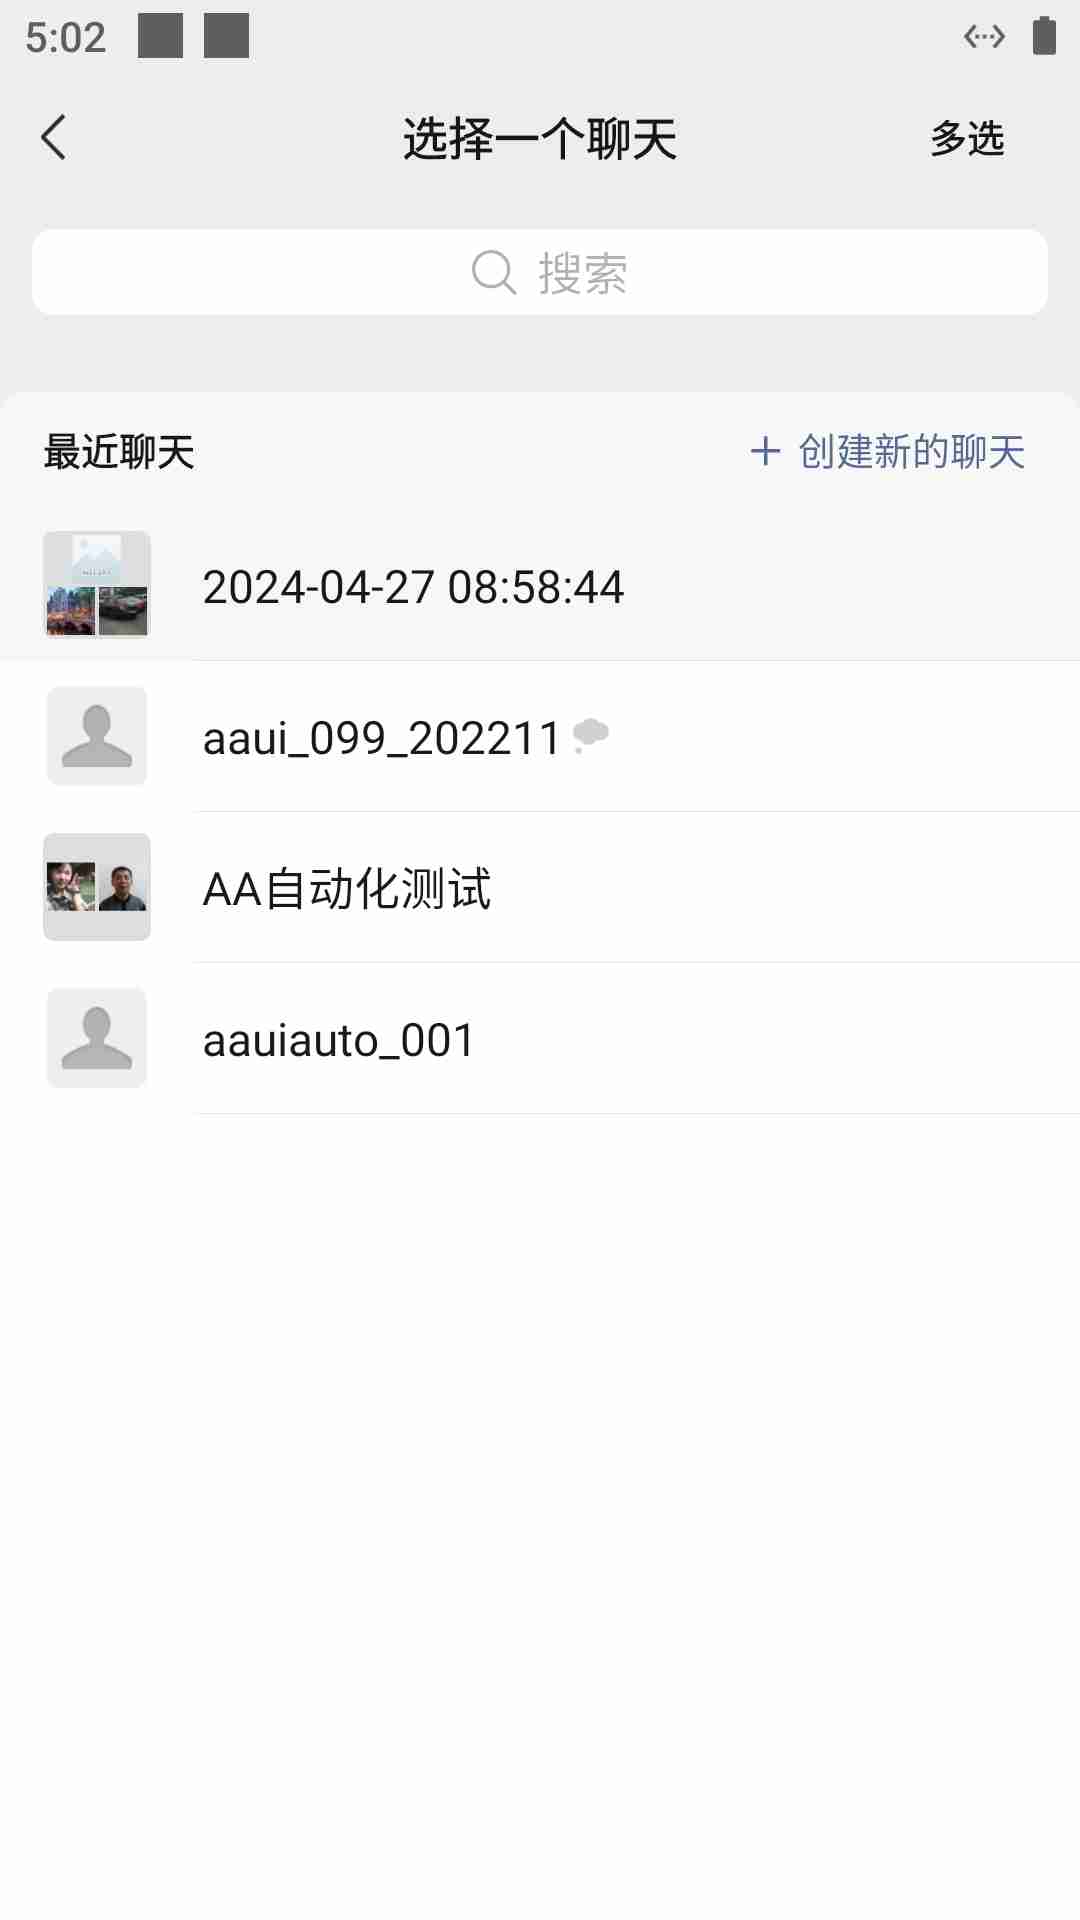 5:02
选择一个聊天
多选
搜索
最近聊天
+ 创建新的聊天
2024-04-27 08:58:44
aaui_099_202211
AA自动化测试
aauiauto_001